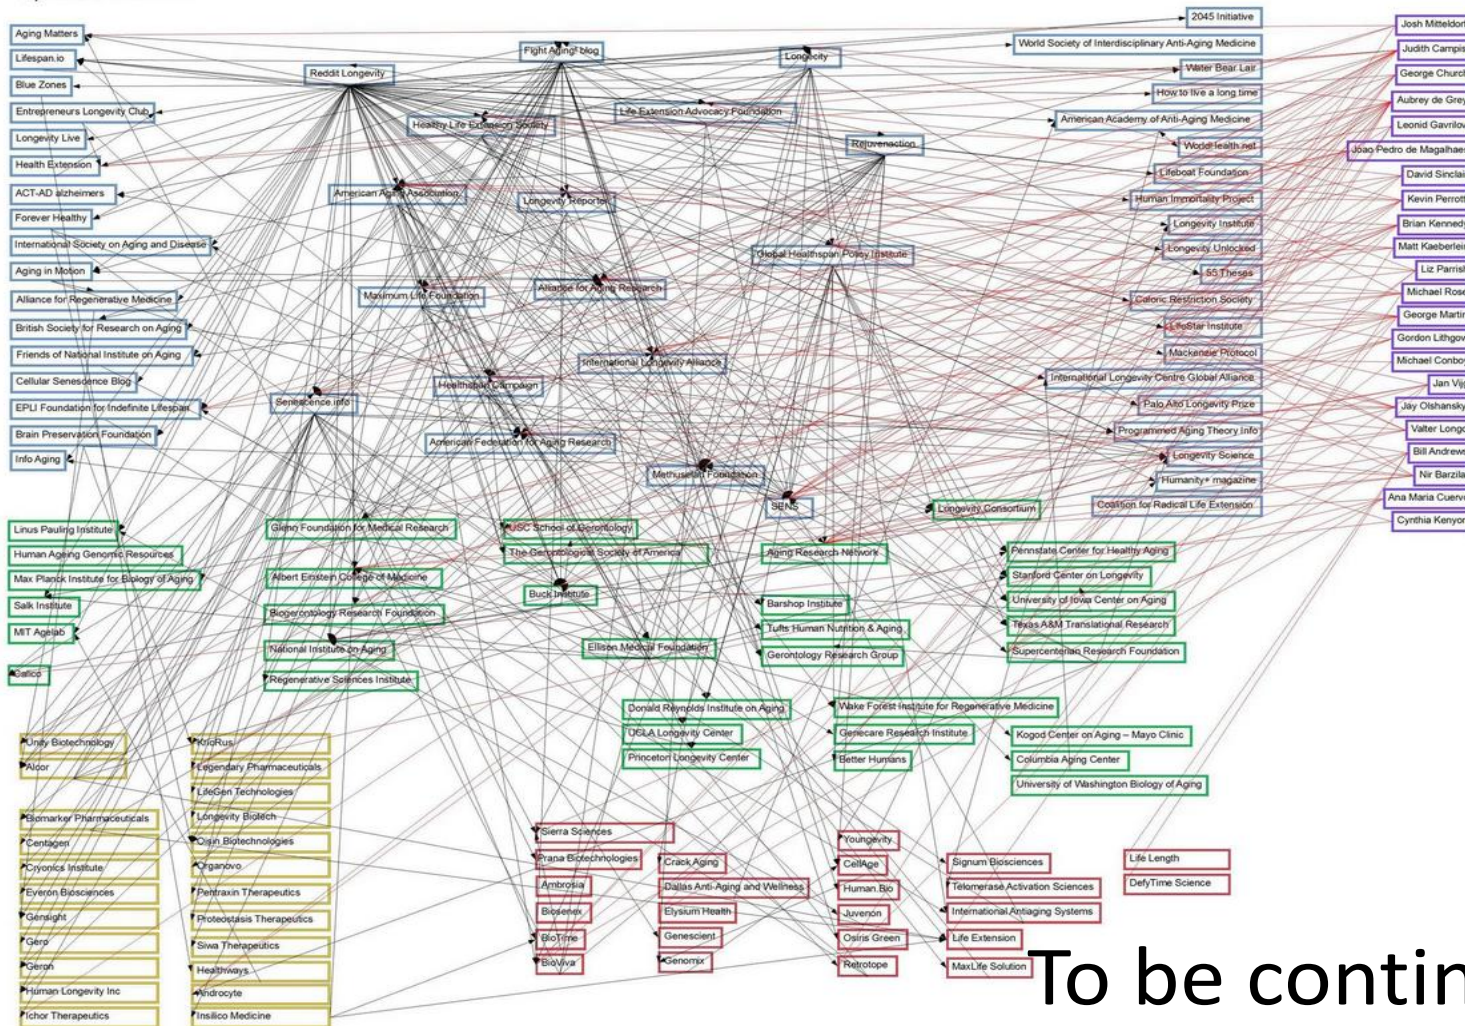 Aging Matters
Lifespan.io
Blue Zones
Entrepreneurs Longevity Club
Longevity Live
Health Extension
ACT-AD alzheimers
Forever Healthy
International Society on Aging and Disease
Aging in Motion
Alliance for Regenerative Medicine
British Society for Research on Aging
Friends of National Institute on Aging
Cellular Senescence Blog
EPLI Foundation for Indefinite Lifespan
Brain Preservation Foundation
Info Aging
Reddit Longevity
Fight Aging! blog
Longecity
Healthy Life Extension Society
Life Extension Advocacy Foundation
Rejuvenaction
American Aging Association
Longevity Reporter
Global Healthspan Policy Institute
Maximum Life Foundation
Alliance for Aging Research
International Longevity Alliance
Healthspan Campaign
Senescence.info
American Federation for Aging Research
Methuselah Foundation
SENS
2045 Initiative
World Society of Interdisciplinary Anti-Aging Medicine
Water Bear Lair
How to live a long time
American Academy of Anti-Aging Medicine
WorldHealth.net
Lifeboat Foundation
Human Immortality Project
Longevity Institute
Longevity Unlocked
55 Theses
Caloric Restriction Society
LifeStar Institute
Mackenzie Protocol
International Longevity Centre Global Alliance
Palo Alto Longevity Prize
Programmed Aging Theory Info
Longevity Science
Humanity+ magazine
Coalition for Radical Life Extension
Josh Mitteldorf
Judith Campis
George Church
Aubrey de Grey
Leonid Gavrilov
Joao Pedro de Magalhaes
David Sinclai
Kevin Perrott
Brian Kennedy
Matt Kaeberlein
Liz Parrish
Michael Rose
George Martin
Gordon Lithgow
Michael Conboy
Jan Vijg
Jay Olshansky
Valter Longo
Bill Andrews
Nir Barzila
Ana Maria Cuervo
Cynthia Kenyon
Linus Pauling Institute
Human Ageing Genomic Resources
Max Planck Institute for Biology of Aging
Salk Institute
MIT Agelab
Calico
Glenn Foundation for Medical Research
Albert Einstein College of Medicine
Biogerontology Research Foundation
National Institute on Aging
Regenerative Sciences Institute
USC School of Gerontology
The Gerontological Society of America
Buck Institute
Ellison Medical Foundation
Longevity Consortium
Aging Research Network
Barshop Institute
Tufts Human Nutrition & Aging
Gerontology Research Group
Pennstate Center for Healthy Aging
Stanford Center on Longevity
University of Iowa Center on Aging
Texas A&M Translational Research
Supercentenian Research Foundation
Donald Reynolds Institute on Aging
UCLA Longevity Center
Princeton Longevity Center
Wake Forest Institute for Regenerative Medicine
Genecare Research Institute
Better Humans
Kogod Center on Aging – Mayo Clinic
Columbia Aging Center
University of Washington Biology of Aging
Unity Biotechnology
Alcor
Biomarker Pharmaceuticals
Centagen
Cryonics Institute
Everon Biosciences
Gensight
Gero
Geron
Human Longevity Inc
Ichor Therapeutics
KrioRus
Legendary Pharmaceuticals
LifeGen Technologies
Longevity Biotech
Oisin Biotechnologies
Organovo
Pentraxin Therapeutics
Proteostasis Therapeutics
Siwa Therapeutics
Healthways
Androcyte
Insilico Medicine
Sierra Sciences
Prana Biotechnologies
Ambrosia
Biosenex
BioTime
BioViva
Crack Aging
Dallas Anti-Aging and Wellness
Elysium Health
Genescient
Genomix
Youngevity
CellAge
Human.Bio
Juvenon
Osiris Green
Retrotope
Signum Biosciences
Telomerase Activation Sciences
International Antiaging Systems
Life Extension
MaxLife Solution
Life Length
DefyTime Science
To be contin